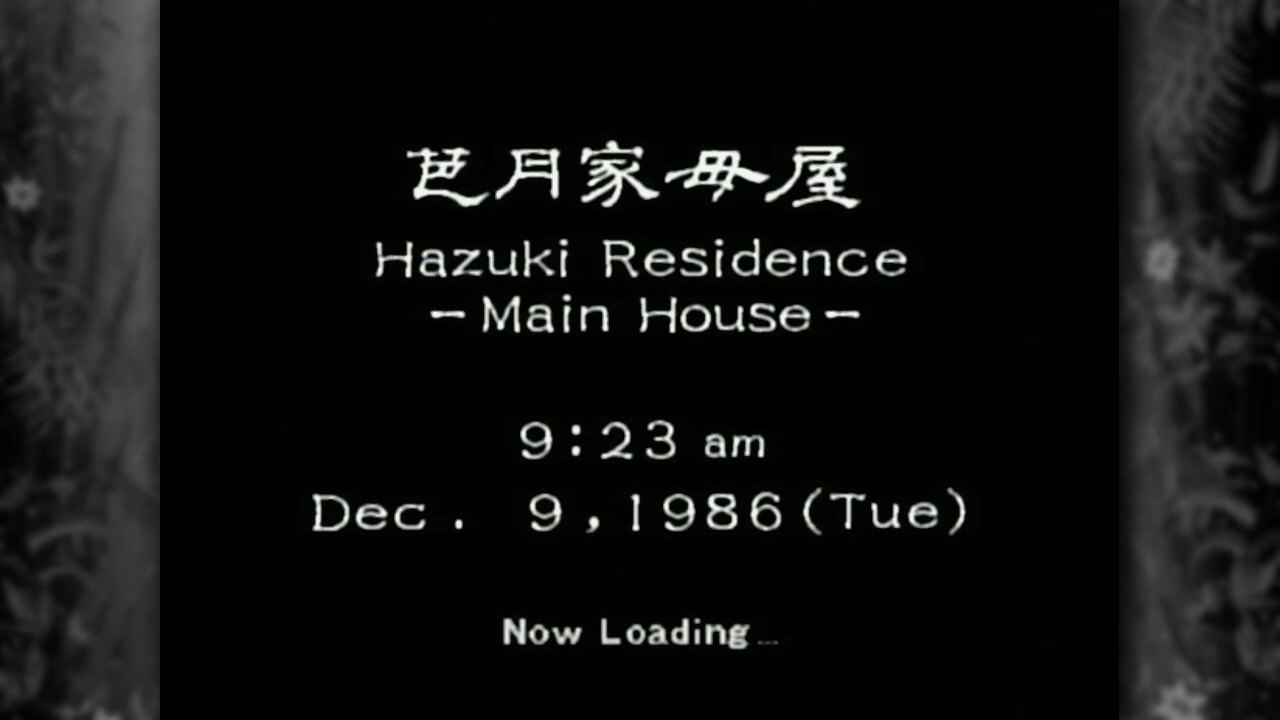 芭月家母屋
Hazuki Residence
-Main House-
9:23 am
Dec. 9,1986(Tue)
Now Loading...